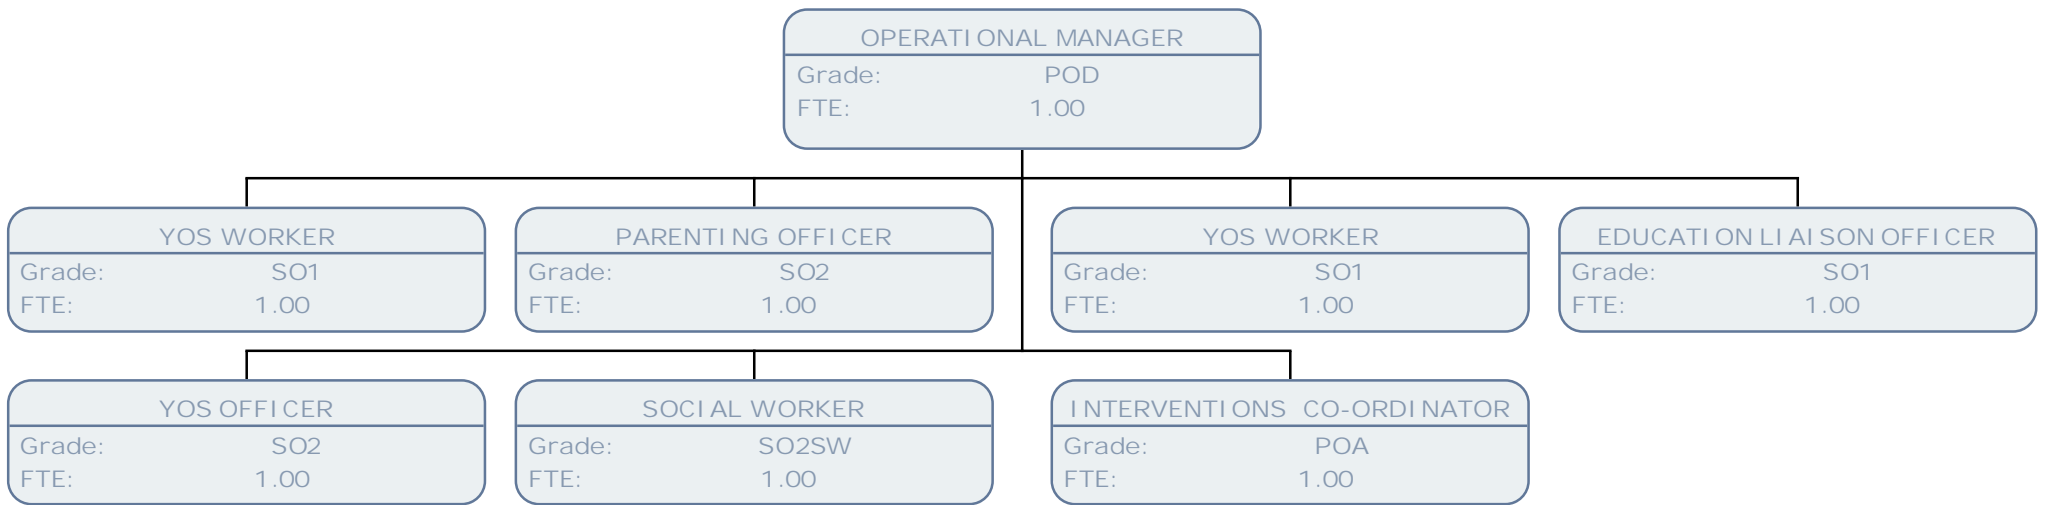 OPERATIONAL MANAGER
Grade: POD
FTE: 1.00
YOS WORKER
Grade: SO1
FTE: 1.00
PARENTING OFFICER
Grade: SO2
FTE: 1.00
YOS WORKER
Grade: SO1
FTE: 1.00
EDUCATION LIAISON OFFICER
Grade: SO1
FTE: 1.00
YOS OFFICER
Grade: SO2
FTE: 1.00
SOCIAL WORKER
Grade: SO2SW
FTE: 1.00
INTERVENTIONS CO-ORDINATOR
Grade: POA
FTE: 1.00